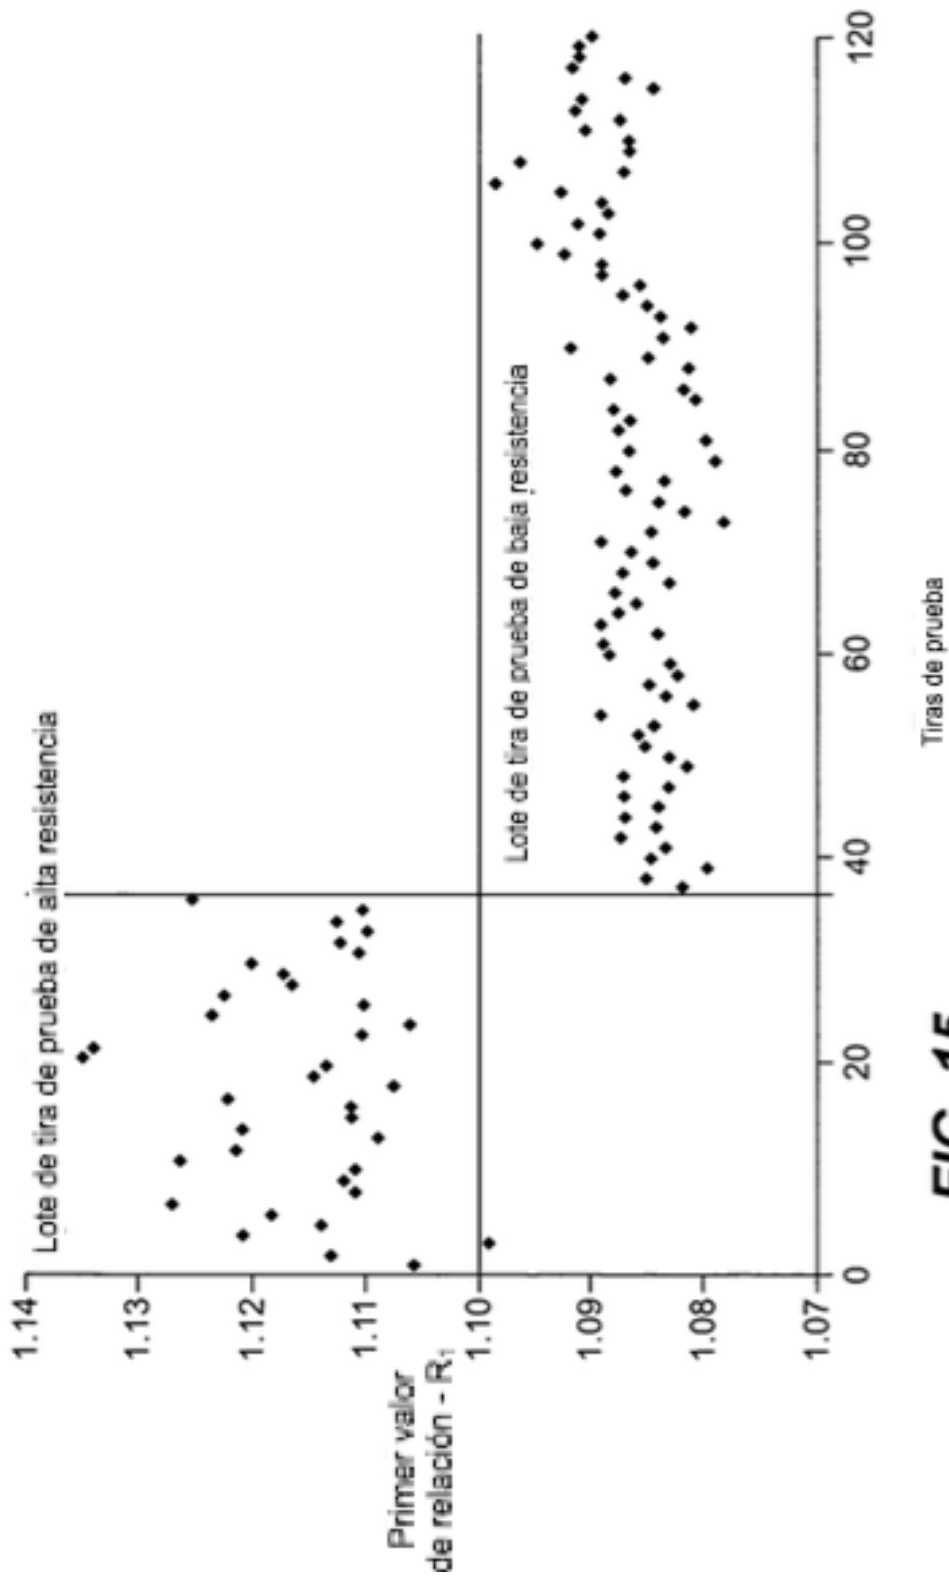 Lote de tira de prueba de alta resistencia
1.14
1.13
1.12
1.11
1.10
1.09
1.08
1.07
Primer valor
de relación - R₁
Lote de tira de prueba de baja resistencia
0
20
40
60
80
100
120
Tiras de prueba
FIG. 15